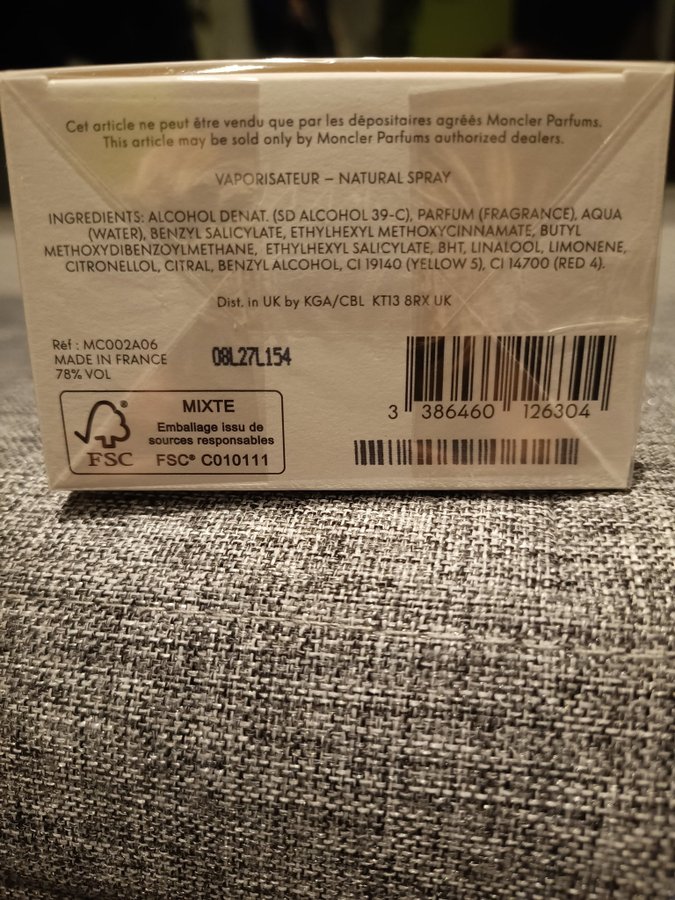 Cet article ne peut être vendu que par les dépositaires agréés Moncler Parfums.
This article may be sold only by Moncler Parfums authorized dealers.
VAPORISATEUR – NATURAL SPRAY
INGREDIENTS: ALCOHOL DENAT. (SD ALCOHOL 39-C), PARFUM (FRAGRANCE), AQUA
(WATER), BENZYL SALICYLATE, ETHYLHEXYL METHOXYCINNAMATE, BUTYL
METHOXYDIBENZOYLMETHANE, ETHYLHEXYL SALICYLATE, BHT, LINALOOL, LIMONENE,
CITRONELLOL, CITRAL, BENZYL ALCOHOL, CI 19140 (YELLOW 5), CI 14700 (RED 4).
Dist. in UK by KGA/CBL KT13 8RX UK
Réf : MC002A06
MADE IN FRANCE
78% VOL
08L27L154
3 386460 126304
MIXTE
Emballage issu de
sources responsables
FSC® C010111
® FSC